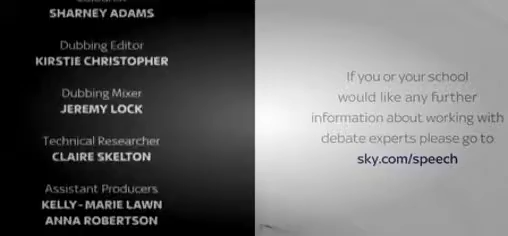 SHARNEY ADAMS
Dubbing Editor
KIRSTIE CHRISTOPHER
Dubbing Mixer
JEREMY LOCK
Technical Researcher
CLAIRE SKELTON
Assistant Producers
KELLY-MARIE LAWN
ANNA ROBERTSON
If you or your school
would like any further
information about working with
debate experts please go to
sky.com/speech